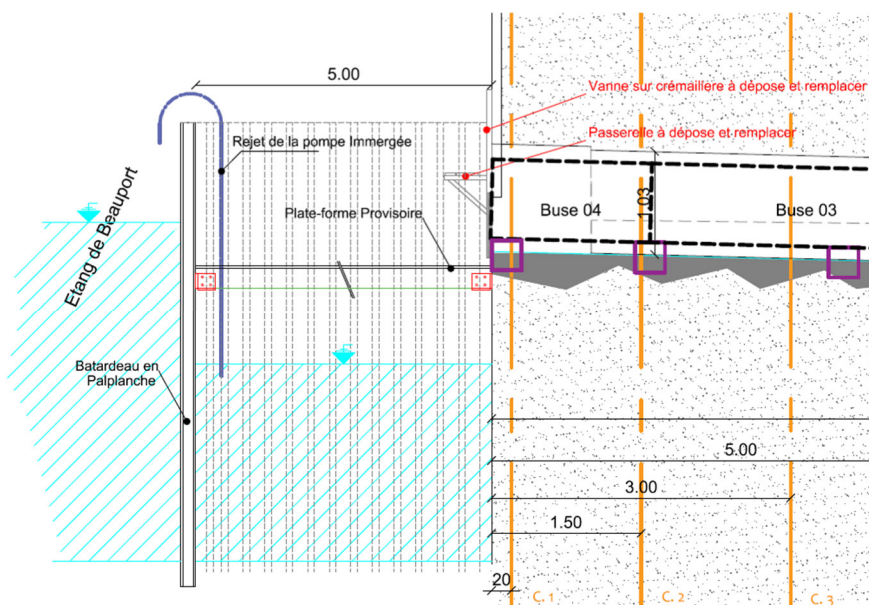 5.00
Vanne sur crémaillere à dépose et remplacer
Rejet de la pompe Immergée
Passerelle à dépose et remplacer
Etang de Beauport
Plate-forme Provisoire
Buse 04
1.03
Buse 03
Batardeau en
Palplanche
5.00
3.00
1.50
20
C.1
C.2
C.3